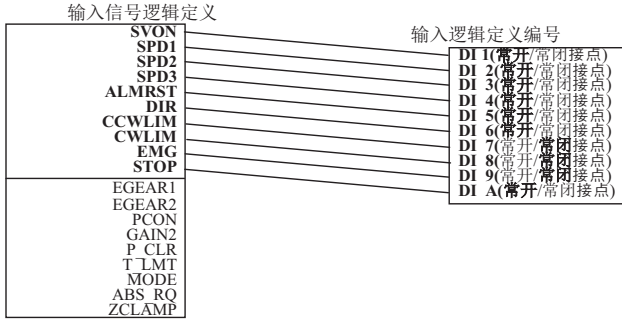 输入信号逻辑定义
SVON
SPD1
SPD2
SPD3
ALMRST
DIR
CCWLIM
CWLIM
EMG
STOP
EGEAR1
EGEAR2
PCON
GAIN2
P_CLR
T_LMT
MODE
ABS_RQ
ZCLAMP
输入逻辑定义编号
DI 1(常开/常闭接点)
DI 2(常开/常闭接点)
DI 3(常开/常闭接点)
DI 4(常开/常闭接点)
DI 5(常开/常闭接点)
DI 6(常开/常闭接点)
DI 7(常开/常闭接点)
DI 8(常开/常闭接点)
DI 9(常开/常闭接点)
DI A(常开/常闭接点)